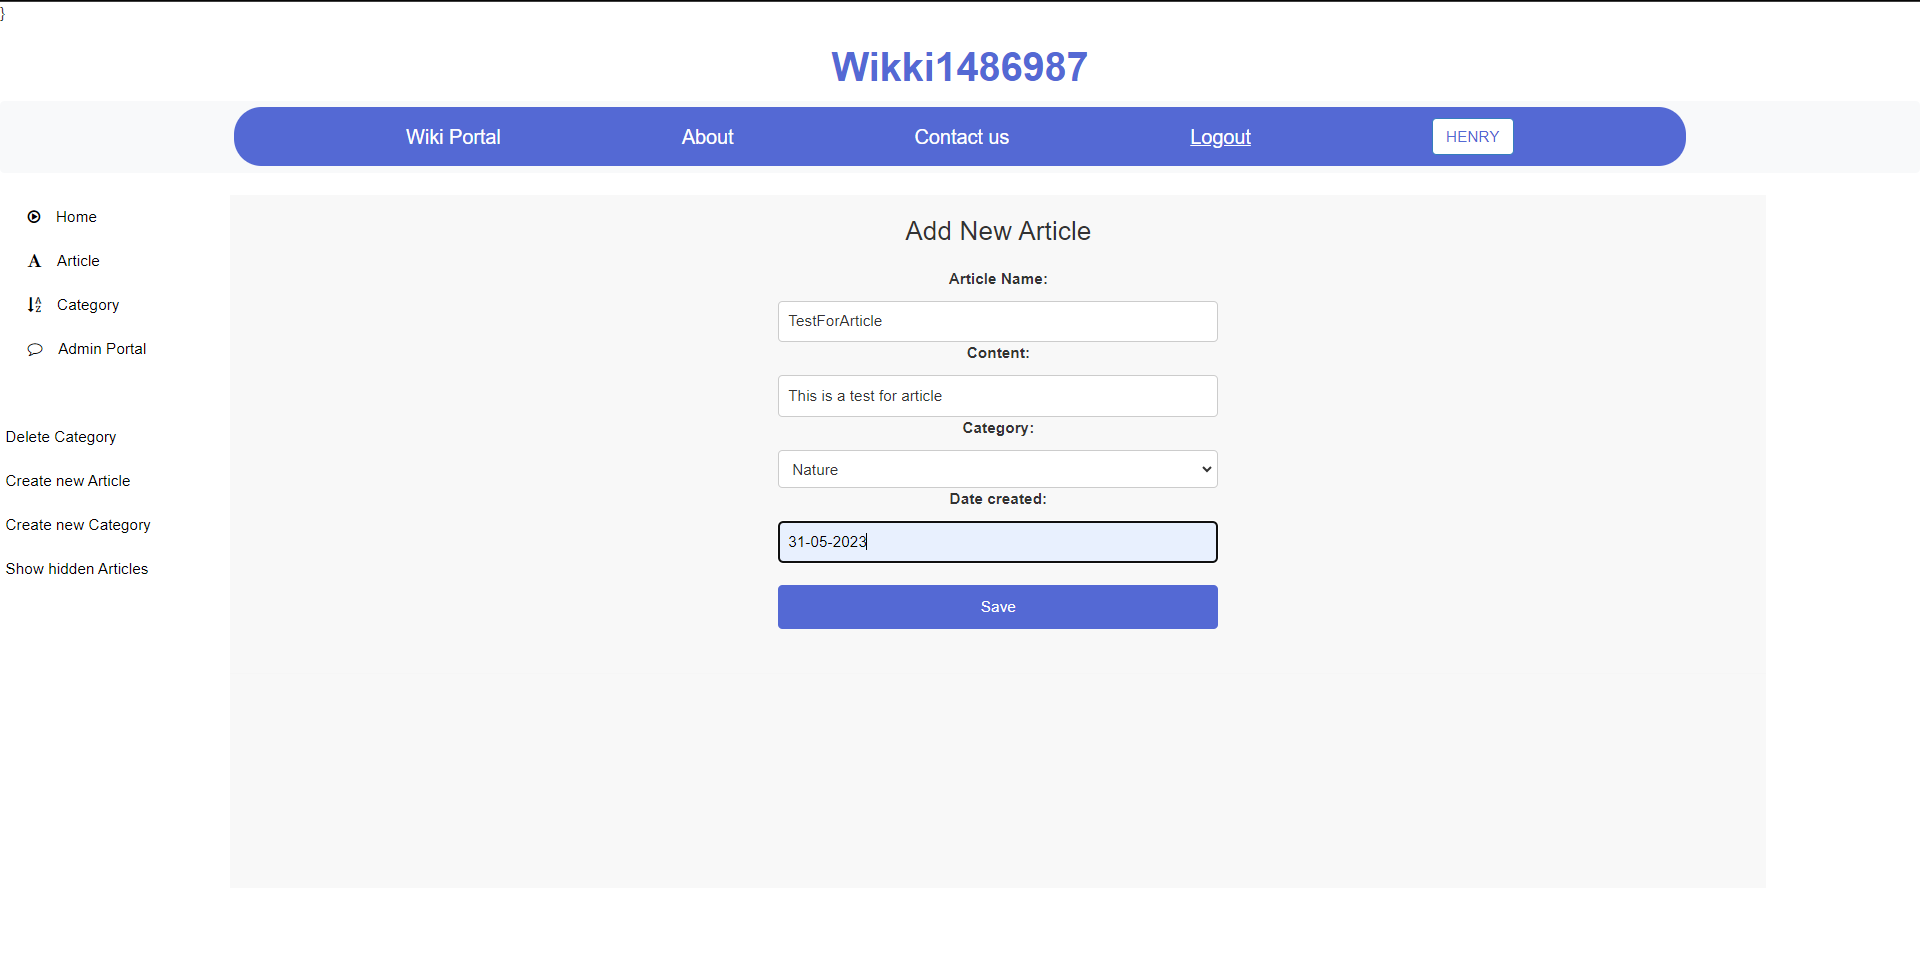 }
Wikki1486987
Wiki Portal About Contact us Logout HENRY
Home
Article
Category
Admin Portal
Delete Category
Create new Article
Create new Category
Show hidden Articles
Add New Article
Article Name:
TestForArticle
Content:
This is a test for article
Category:
Nature
Date created:
31-05-2023
Save